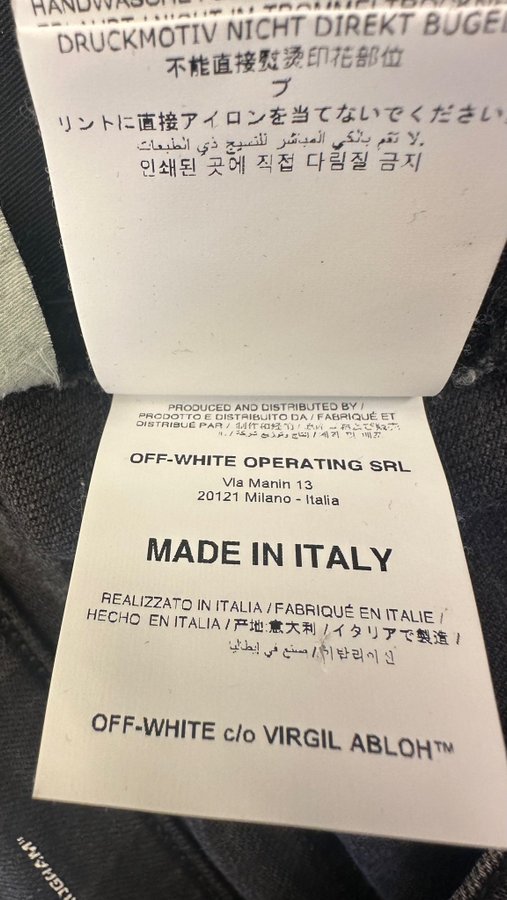 HANDWÄSCHE
DRUCKMOTIV NICHT DIREKT BÜGEL
不能直接熨烫印花部位
プ
リントに直接アイロンを当てないでください
لا تقم بالكي المباشر للنسيج ذي الطبعات.
인쇄된 곳에 직접 다림질 금지
PRODUCED AND DISTRIBUTED BY /
PRODOTTO E DISTRIBUITO DA / FABRIQUÉ ET
DISTRIBUÉ PAR /
OFF-WHITE OPERATING SRL
Via Manin 13
20121 Milano - Italia
MADE IN ITALY
REALIZZATO IN ITALIA / FABRIQUÉ EN ITALIE /
HECHO EN ITALIA / 产地:意大利 / イタリアで製造 /
صنع في إيطاليا /
OFF-WHITE c/o VIRGIL ABLOH™
NGHAM"